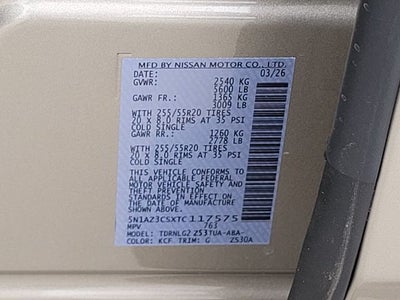 MFD BY NISSAN MOTOR CO., LTD.
DATE: 03/26
GVWR: 2540 KG
5600 LB
GAWR FR.: 1365 KG
3009 LB
WITH 255/55R20 TIRES
20 x 8.0 RIMS AT 35 PSI
COLD SINGLE
GAWR RR.: 1260 KG
2778 LB
WITH 255/55R20 TIRES
20 x 8.0 RIMS AT 35 PSI
COLD SINGLE
THIS VEHICLE CONFORMS
TO ALL APPLICABLE FEDERAL
MOTOR VEHICLE SAFETY AND
THEFT PREVENTION
STANDARDS IN EFFECT ON
THE DATE OF MANUFACTURE
SHOWN ABOVE
5N1AZ3CSXTC117575
MPV 763
MODEL: TDRNLG2 Z53TUA-ABA-
COLOR: KCF TRIM: G Z530A